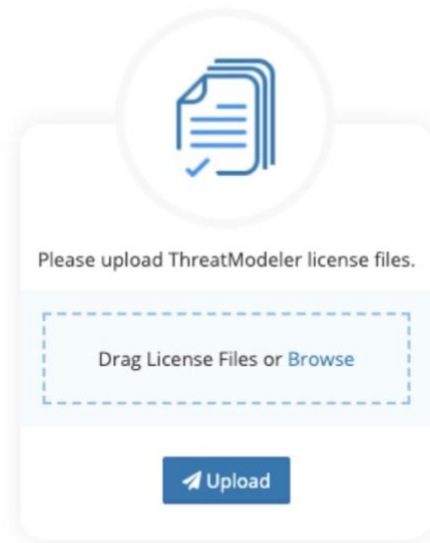 Please upload ThreatModeler license files.
Drag License Files or Browse
Upload